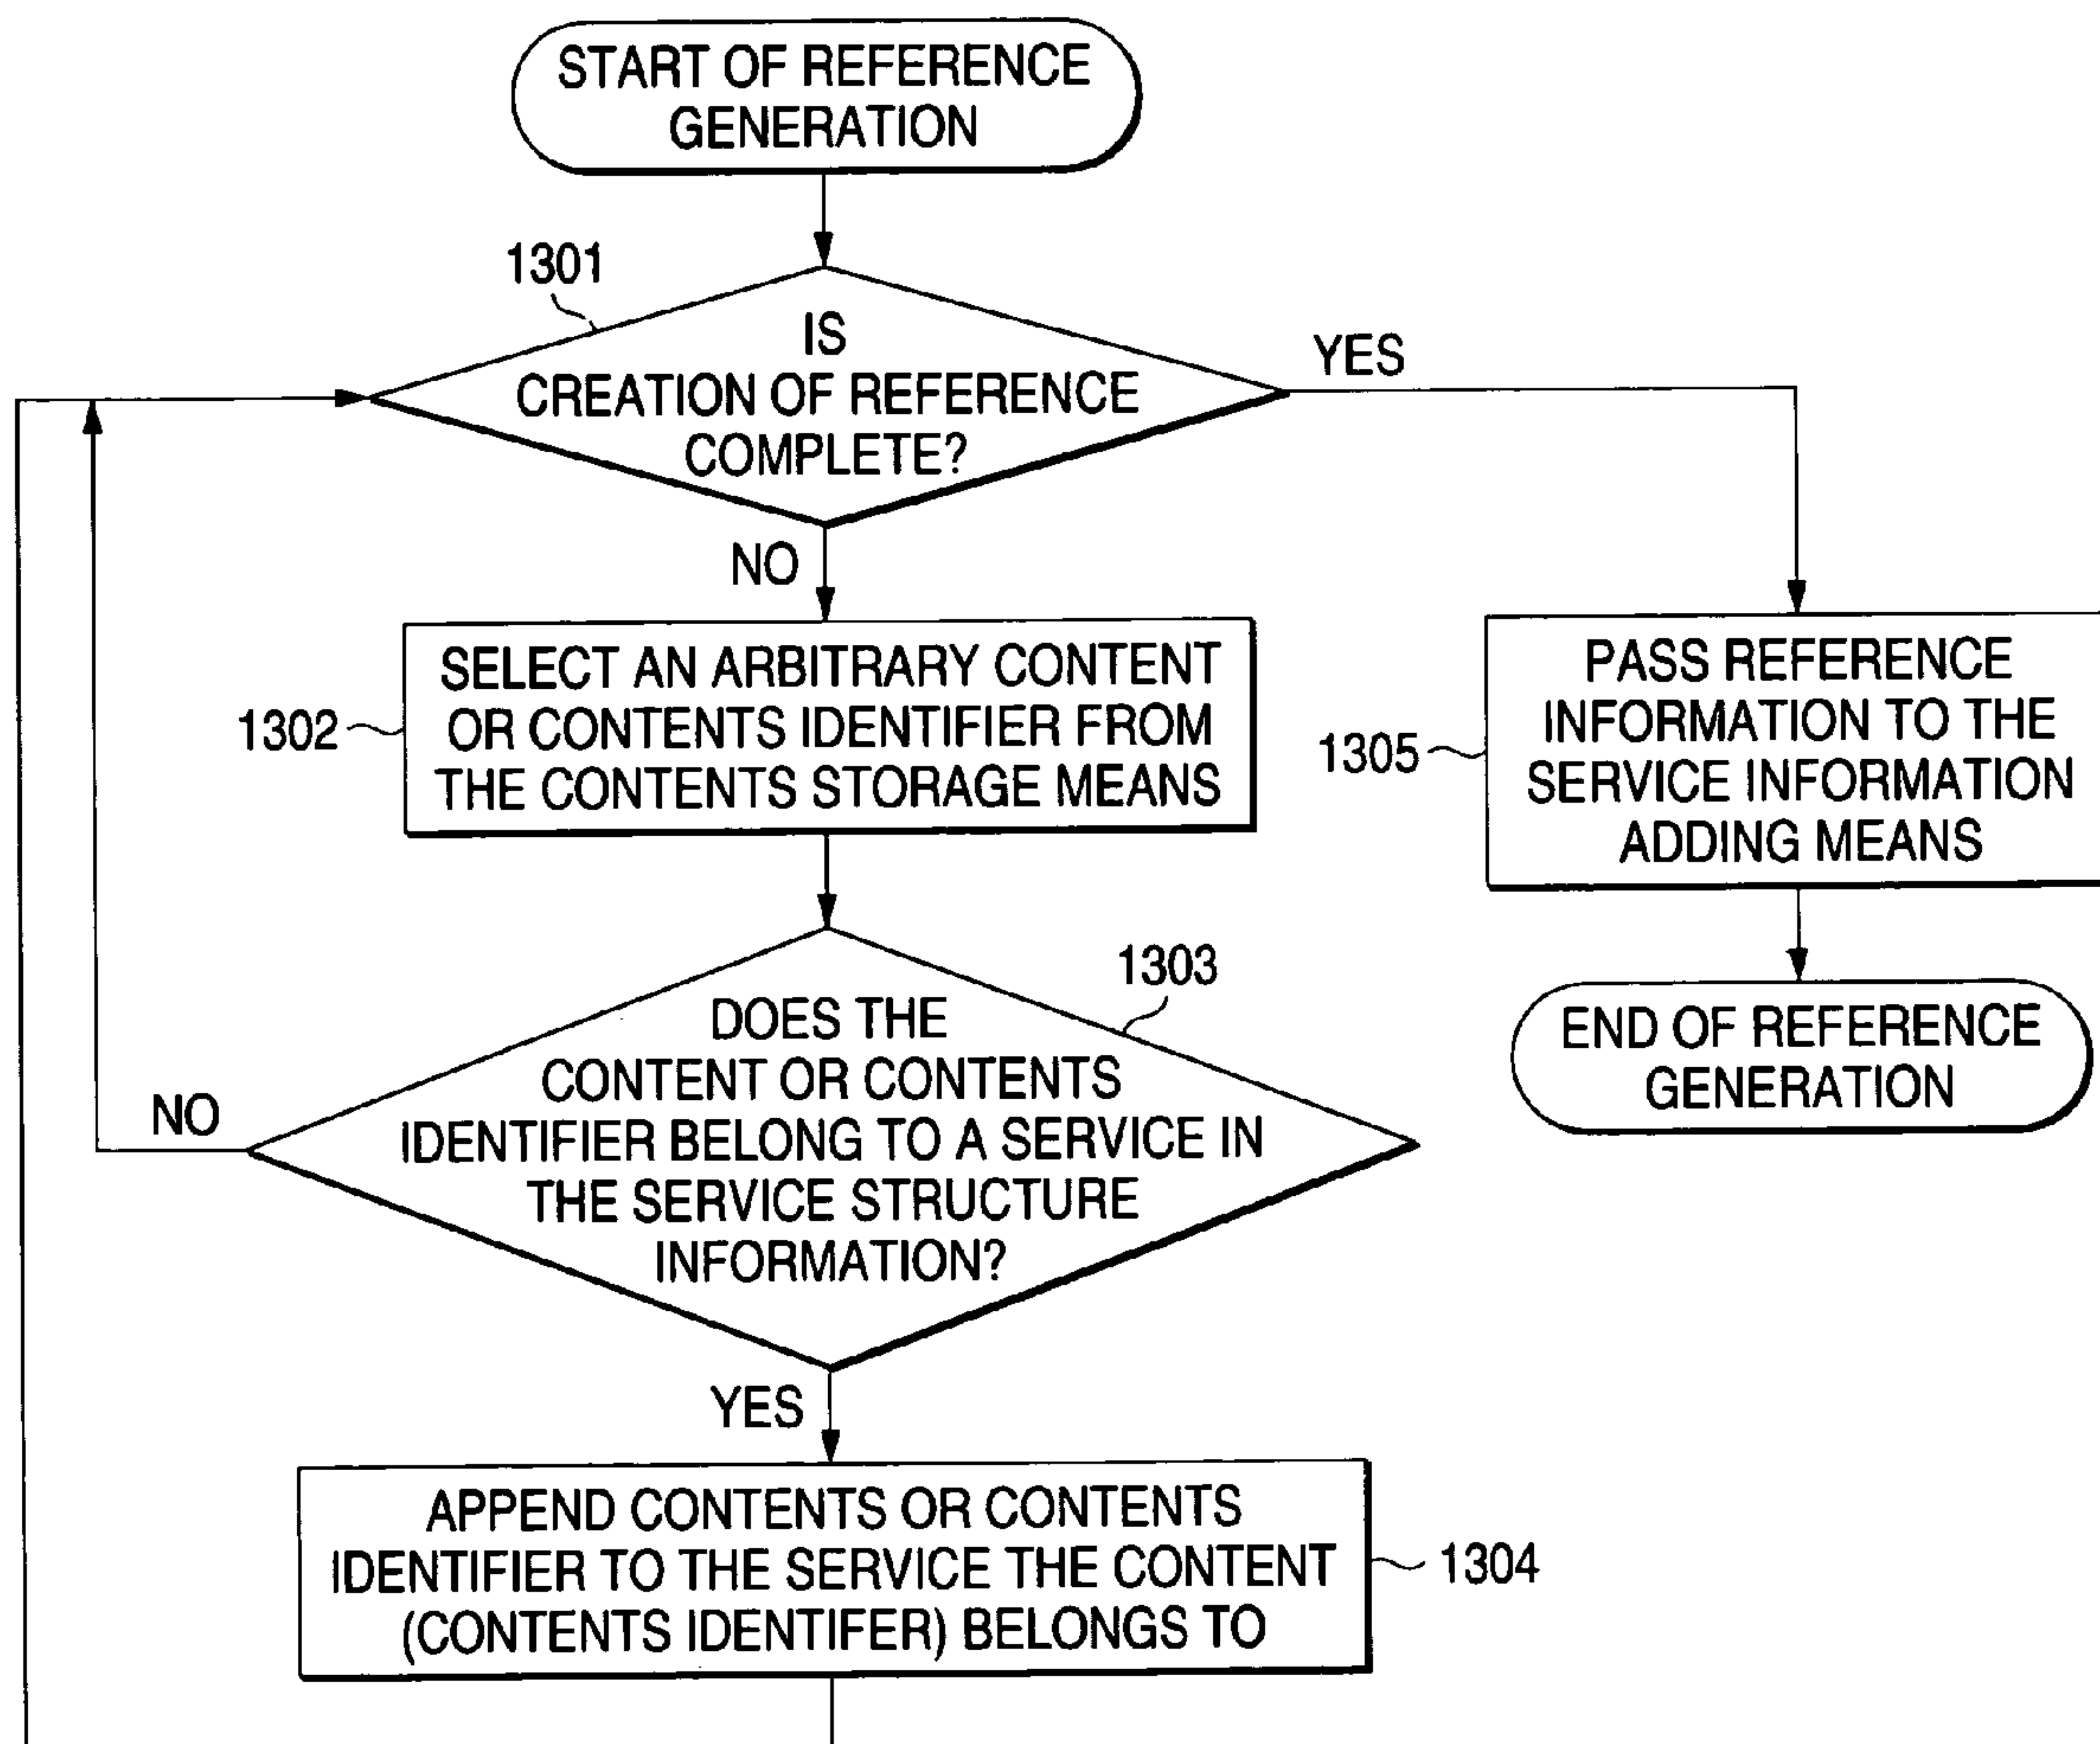 START OF REFERENCE
GENERATION
1301
IS
CREATION OF REFERENCE
COMPLETE?
YES
NO
1302
SELECT AN ARBITRARY CONTENT
OR CONTENTS IDENTIFIER FROM
THE CONTENTS STORAGE MEANS
1305
PASS REFERENCE
INFORMATION TO THE
SERVICE INFORMATION
ADDING MEANS
1303
DOES THE
CONTENT OR CONTENTS
IDENTIFIER BELONG TO A SERVICE IN
THE SERVICE STRUCTURE
INFORMATION?
NO
END OF REFERENCE
GENERATION
YES
APPEND CONTENTS OR CONTENTS
IDENTIFIER TO THE SERVICE THE CONTENT
(CONTENTS IDENTIFER) BELONGS TO
1304